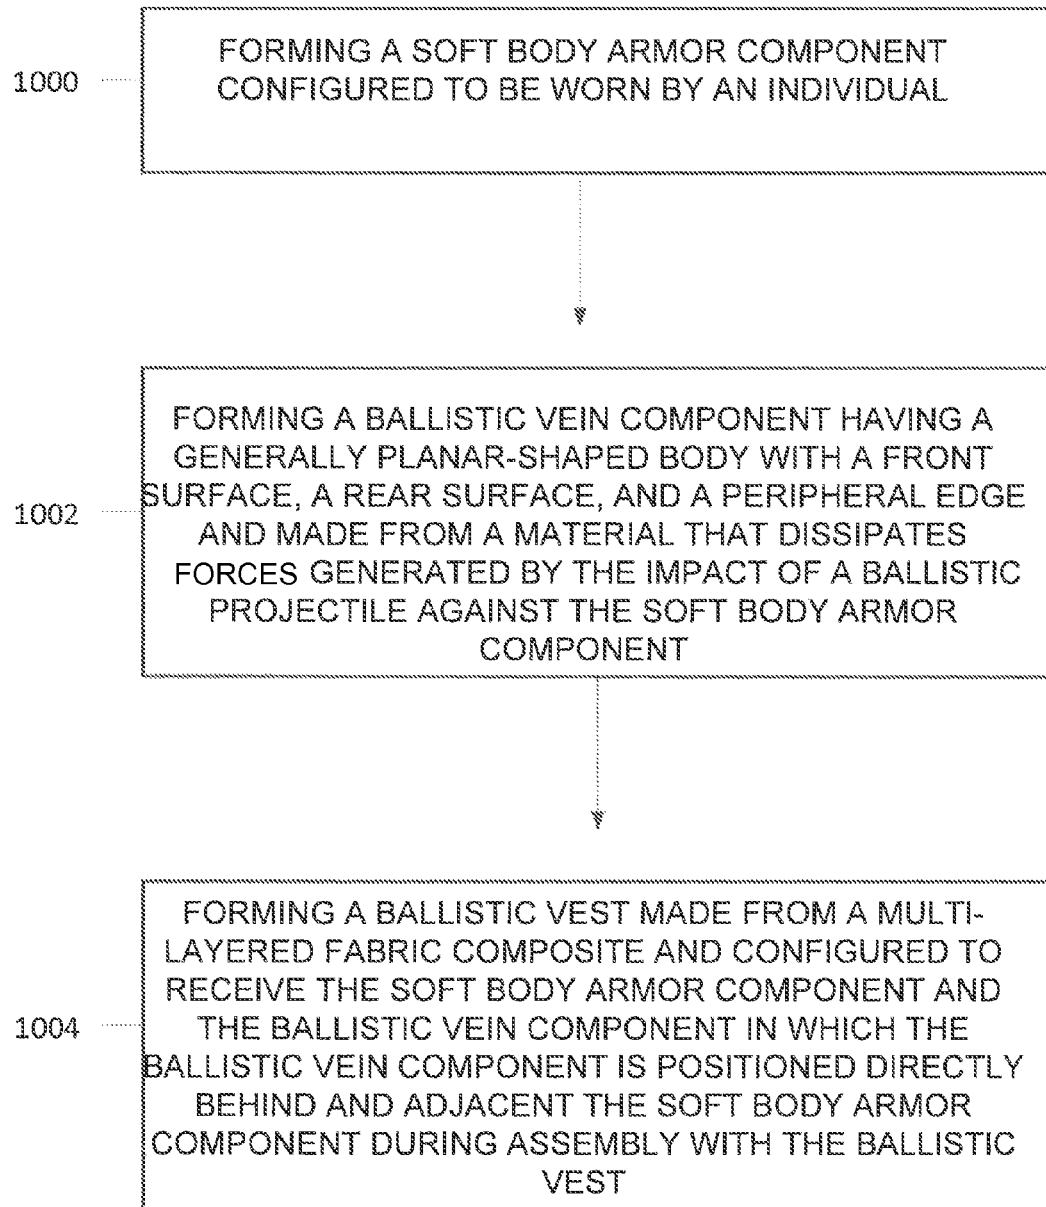 FORMING A SOFT BODY ARMOR COMPONENT
1000
CONFIGURED TO BE WORN BY AN INDIVIDUAL
FORMING A BALLISTIC VEIN COMPONENT HAVING A
GENERALLY PLANAR-SHAPED BODY WITH A FRONT
SURFACE, A REAR SURFACE, AND A PERIPHERAL EDGE
1002
AND MADE FROM A MATERIAL THAT DISSIPATES
FORCES GENERATED BY THE IMPACT OF A BALLISTIC
PROJECTILE AGAINST THE SOFT BODY ARMOR
COMPONENT
FORMING A BALLISTIC VEST MADE FROM A MULTI-
LAYERED FABRIC COMPOSITE AND CONFIGURED TO
RECEIVE THE SOFT BODY ARMOR COMPONENT AND
1004
THE BALLISTIC VEIN COMPONENT IN WHICH THE
BALLISTIC VEIN COMPONENT IS POSITIONED DIRECTLY
BEHIND AND ADJACENT THE SOFT BODY ARMOR
COMPONENT DURING ASSEMBLY WITH THE BALLISTIC
VEST